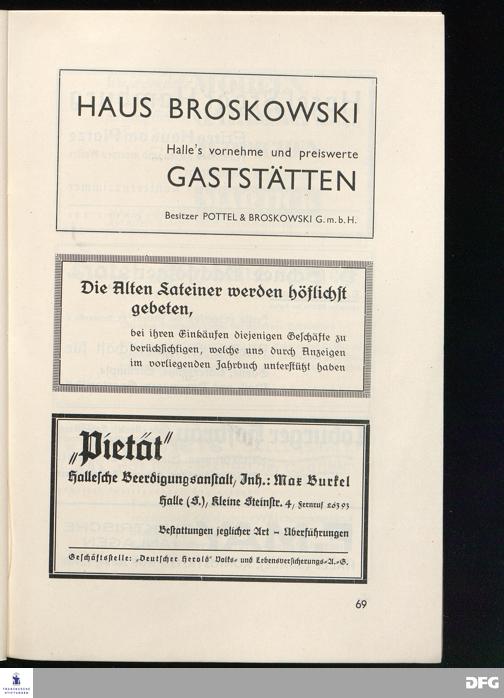 HAUS BROSKOWSKI
Halle's vornehme und preiswerte
GASTSTÄTTEN
Besitzer POTTEL & BROSKOWSKI G.m.b.H.
Die Alten Lateiner werden höflichst
gebeten,
bei ihren Einkäufen diejenigen Geschäfte zu
berücksichtigen, welche uns durch Anzeigen
im vorliegenden Jahrbuch unterstützt haben
„Pietät“
Hallesche Beerdigungsanstalt, Inh.: Max Burkel
Halle (S.), Kleine Steinstr. 4, Fernruf 26393
Bestattungen jeglicher Art – Überführungen
Geschäftsstelle: „Deutscher Herold“ Volks- und Lebensversicherungs-A.-G.
69
FRANCKESCHE
STIFTUNGEN
DFG